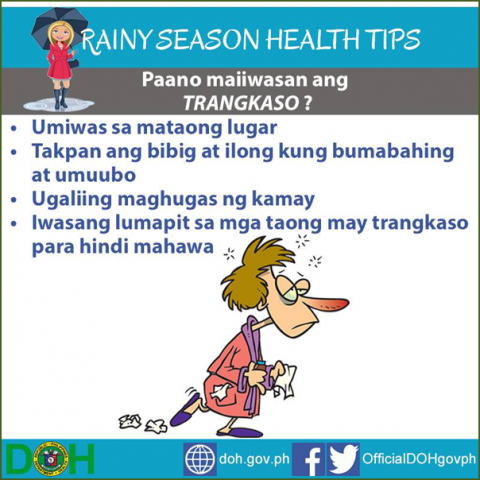 RAINY SEASON HEALTH TIPS
Paano maiiwasan ang
TRANGKASO ?
• Umiwas sa mataong lugar
• Takpan ang bibig at ilong kung bumabahing
at umuubo
• Ugaliing maghugas ng kamay
• Iwasang lumapit sa mga taong may trangkaso
para hindi mahawa
DOH
doh.gov.ph
OfficialDOHgovph